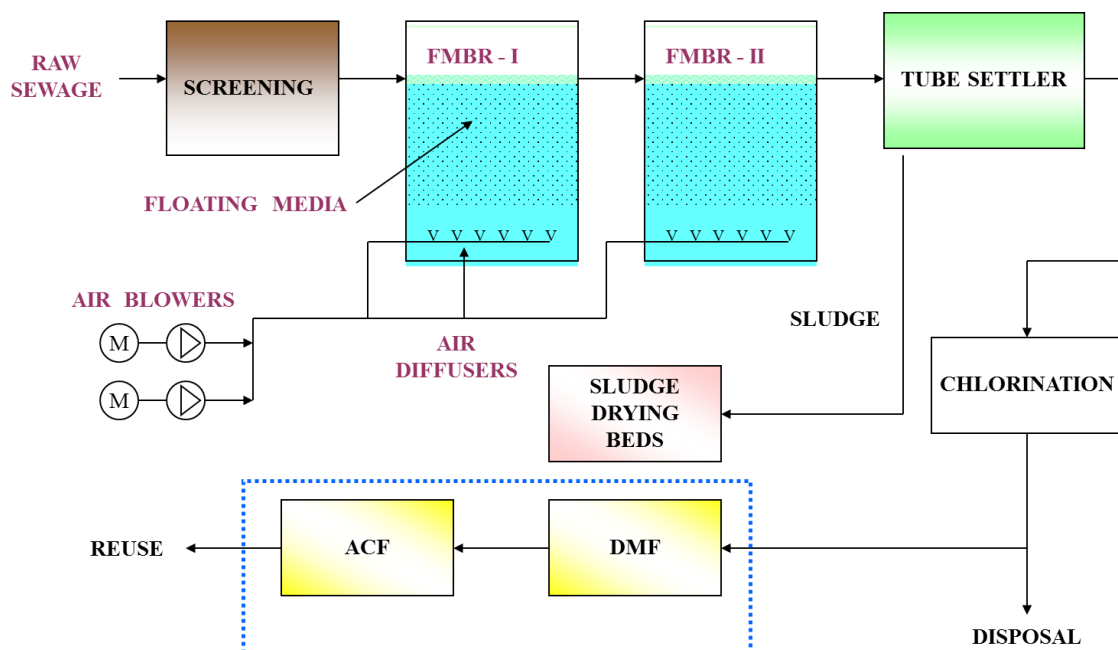 RAW
SEWAGE
SCREENING
FMBR - I
FMBR - II
TUBE SETTLER
FLOATING MEDIA
V V V V V V
V V V V V V
AIR BLOWERS
M
M
AIR
DIFFUSERS
SLUDGE
SLUDGE
DRYING
BEDS
CHLORINATION
REUSE
ACF
DMF
DISPOSAL